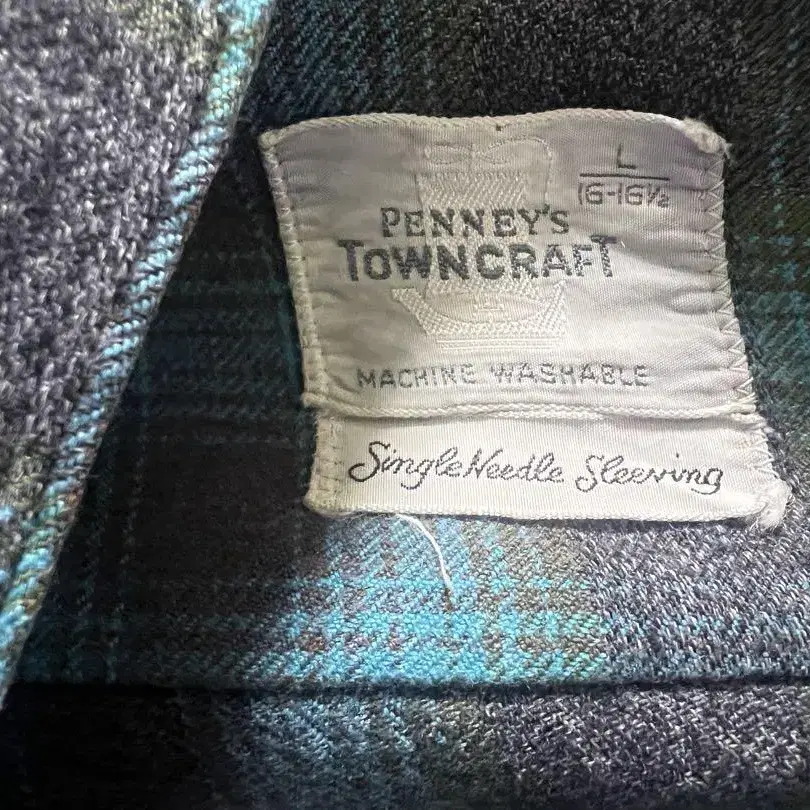 L
16-16½
PENNEY'S
TOWNCRAFT
MACHINE WASHABLE
Single Needle Sleeving